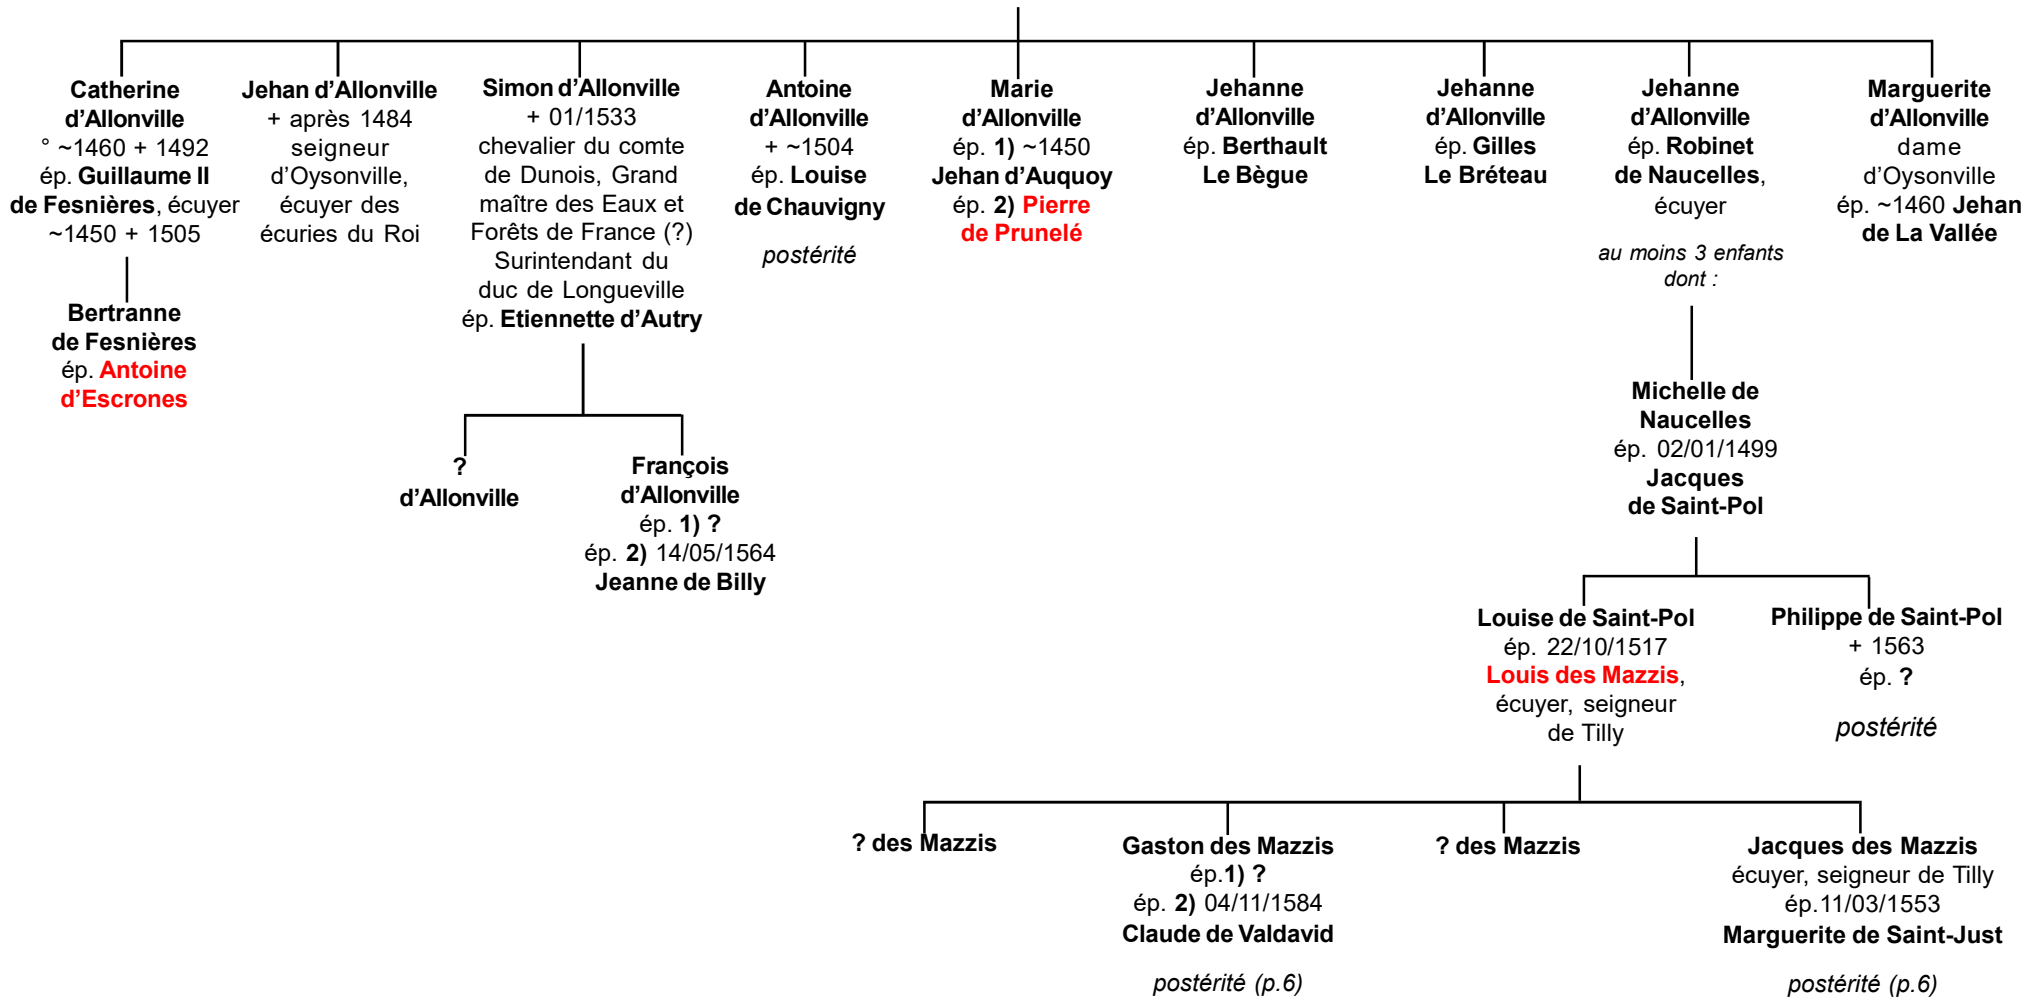 Catherine
d'Allonville
° ~1460 + 1492
ép. Guillaume II
de Fesnières, écuyer
~1450 + 1505
Bertranne
de Fesnières
ép. Antoine
d'Escrones
Jehan d'Allonville
+ après 1484
seigneur
d'Oysonville,
écuyer des
écuries du Roi
Simon d'Allonville
+ 01/1533
chevalier du comte
de Dunois, Grand
maître des Eaux et
Forêts de France (?)
Surintendant du
duc de Longueville
ép. Etiennette d'Autry
?
d'Allonville
François
d'Allonville
ép. 1) ?
ép. 2) 14/05/1564
Jeanne de Billy
Antoine
d'Allonville
+ ~1504
ép. Louise
de Chauvigny
postérité
Marie
d'Allonville
ép. 1) ~1450
Jehan d'Auquoy
ép. 2) Pierre
de Prunelé
Jehanne
d'Allonville
ép. Berthault
Le Bègue
Jehanne
d'Allonville
ép. Gilles
Le Bréteau
Jehanne
d'Allonville
ép. Robinet
de Naucelles,
écuyer
au moins 3 enfants
dont :
Michelle de
Naucelles
ép. 02/01/1499
Jacques
de Saint-Pol
Marguerite
d'Allonville
dame
d'Oysonville
ép. ~1460 Jehan
de La Vallée
Louise de Saint-Pol
ép. 22/10/1517
Louis des Mazzis,
écuyer, seigneur
de Tilly
Philippe de Saint-Pol
+ 1563
ép. ?
postérité
? des Mazzis
Gaston des Mazzis
ép.1) ?
ép. 2) 04/11/1584
Claude de Valdavid
postérité (p.6)
? des Mazzis
Jacques des Mazzis
écuyer, seigneur de Tilly
ép.11/03/1553
Marguerite de Saint-Just
postérité (p.6)